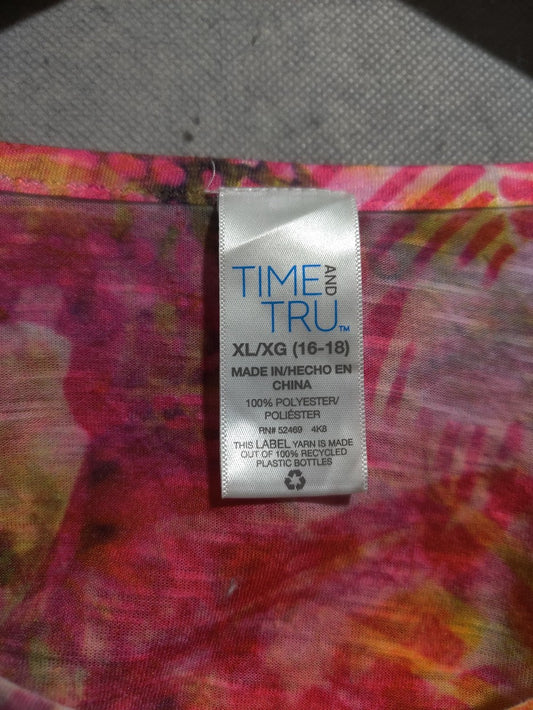 TIME AND
TRU™
XL/XG (16-18)
MADE IN/HECHO EN
CHINA
100% POLYESTER/
POLIÉSTER
RN# 52469 4K8
THIS LABEL YARN IS MADE
OUT OF 100% RECYCLED
PLASTIC BOTTLES